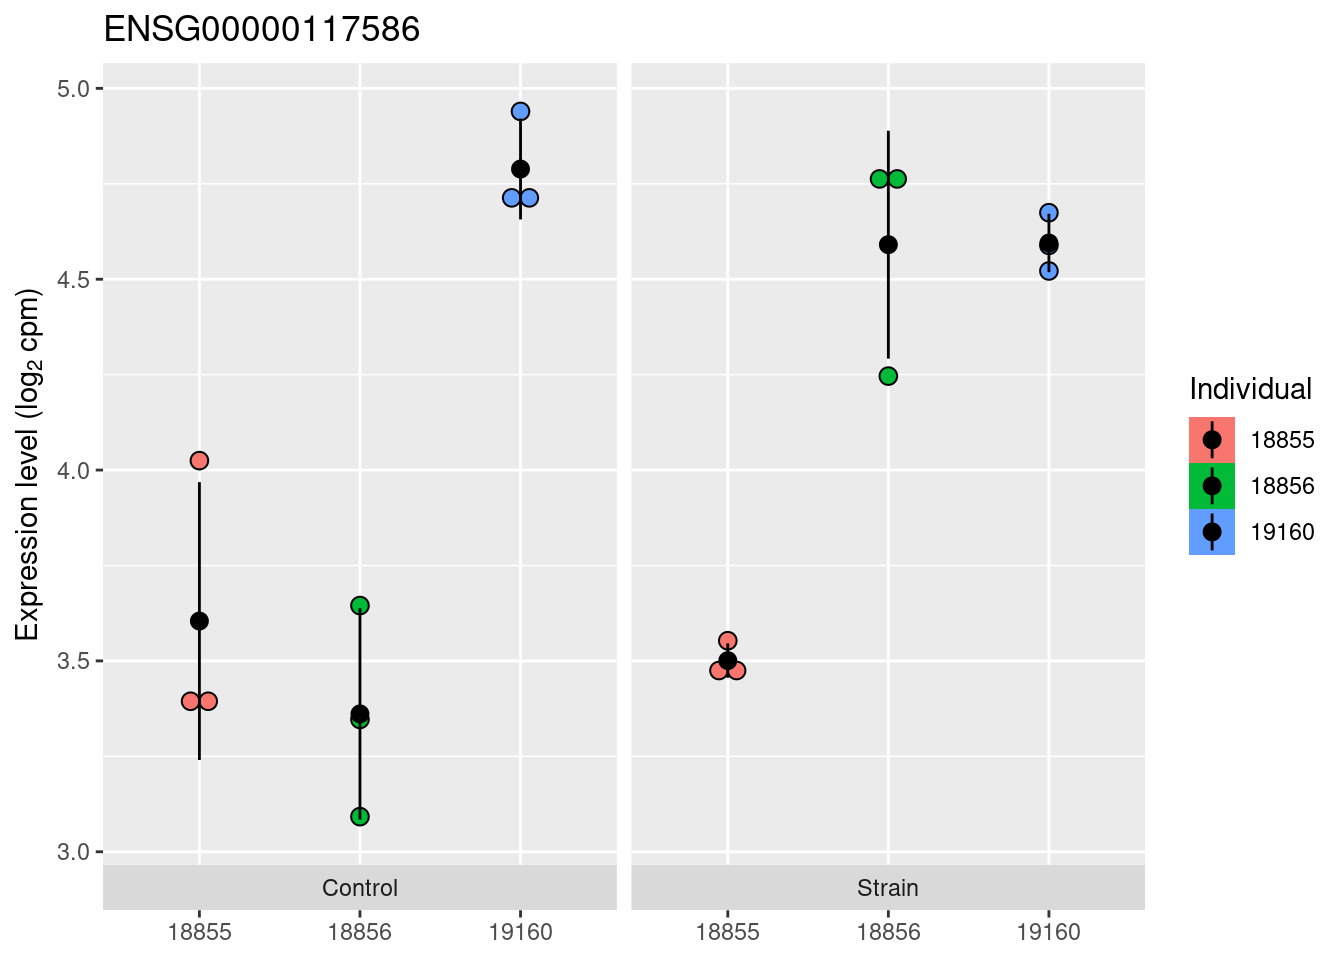 ENSG00000117586
Expression level (log₂ cpm)
5.0
4.5
4.0
3.5
3.0
Control
Strain
18855
18856
19160
18855
18856
19160
Individual
18855
18856
19160